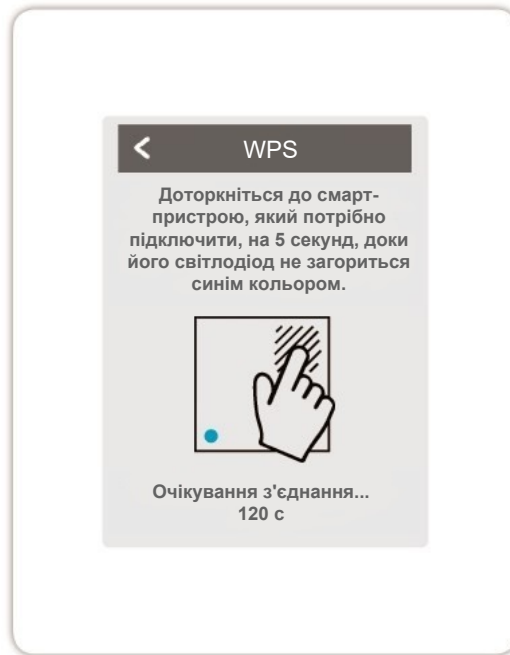 WPS
Доторкніться до смарт-
пристрою, який потрібно
підключити, на 5 секунд, доки
його світлодіод не загориться
синім кольором.
Очікування з'єднання...
120 с